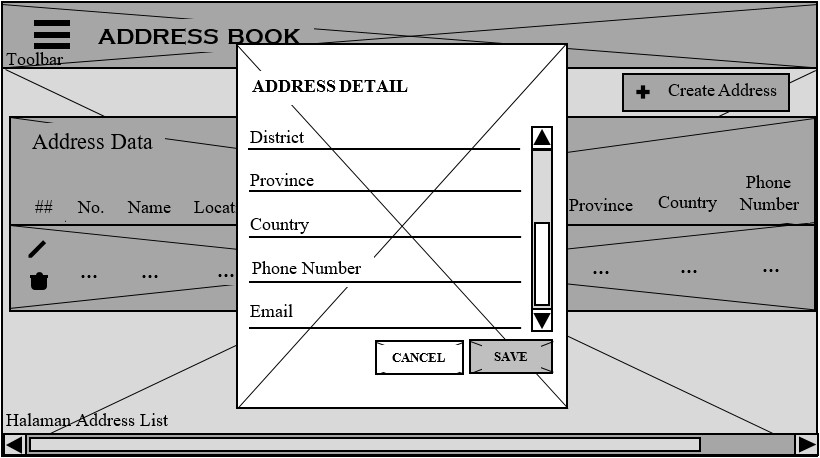 ADDRESS BOOK
Toolbar
ADDRESS DETAIL
Create Address
Address Data
District
Province
Country
Phone Number
Email
## No. Name Locat
Province Country Phone
Number
... ... ... ... ... ...
CANCEL SAVE
Halaman Address List